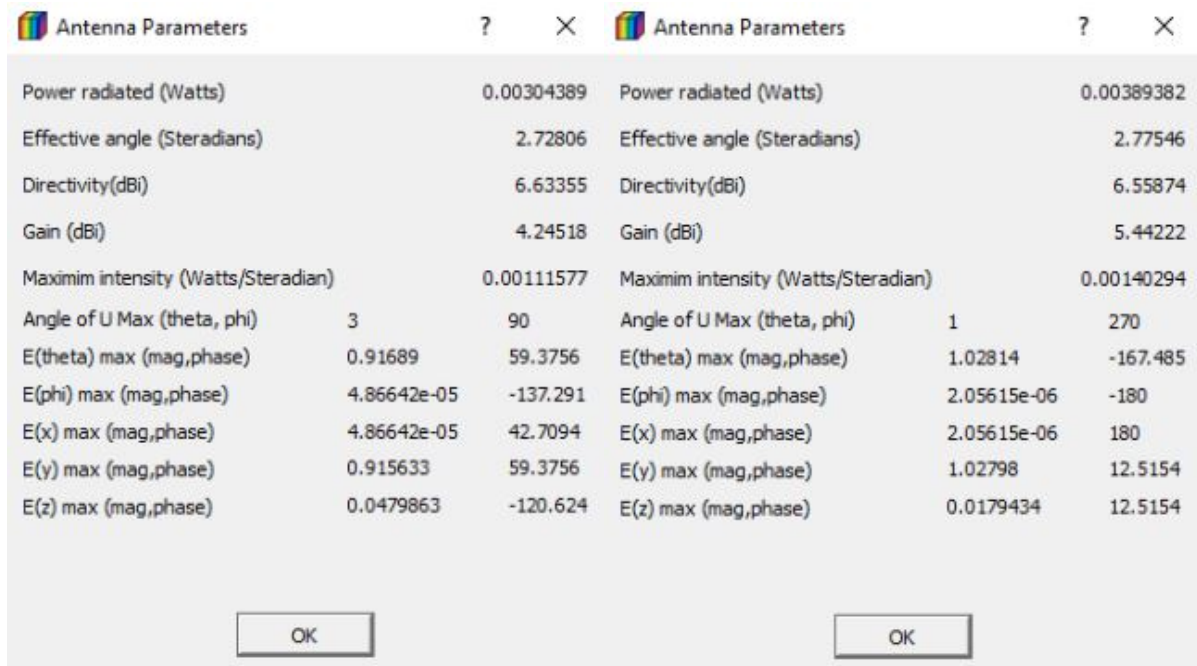 Antenna Parameters ? ×
Power radiated (Watts) 0.00304389
Effective angle (Steradians) 2.72806
Directivity(dBi) 6.63355
Gain (dBi) 4.24518
Maximim intensity (Watts/Steradian) 0.00111577
Angle of U Max (theta, phi) 3 90
E(theta) max (mag,phase) 0.91689 59.3756
E(phi) max (mag,phase) 4.86642e-05 -137.291
E(x) max (mag,phase) 4.86642e-05 42.7094
E(y) max (mag,phase) 0.915633 59.3756
E(z) max (mag,phase) 0.0479863 -120.624
OK
Antenna Parameters ? ×
Power radiated (Watts) 0.00389382
Effective angle (Steradians) 2.77546
Directivity(dBi) 6.55874
Gain (dBi) 5.44222
Maximim intensity (Watts/Steradian) 0.00140294
Angle of U Max (theta, phi) 1 270
E(theta) max (mag,phase) 1.02814 -167.485
E(phi) max (mag,phase) 2.05615e-06 -180
E(x) max (mag,phase) 2.05615e-06 180
E(y) max (mag,phase) 1.02798 12.5154
E(z) max (mag,phase) 0.0179434 12.5154
OK